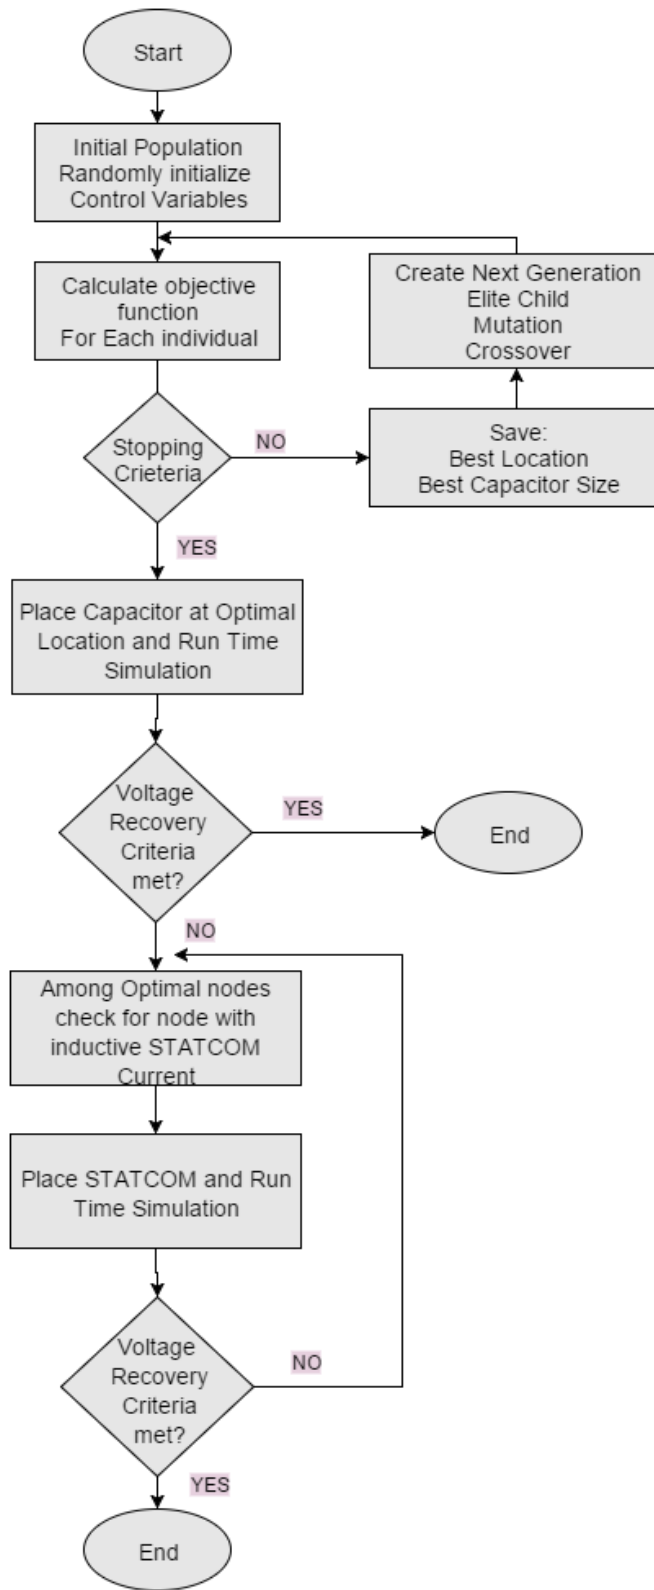 Start
Initial Population
Randomly initialize
Control Variables
Calculate objective
function
For Each individual
Create Next Generation
Elite Child
Mutation
Crossover
Stopping
Crieteria
NO
Save:
Best Location
Best Capacitor Size
YES
Place Capacitor at Optimal
Location and Run Time
Simulation
Voltage
Recovery
Criteria
met?
YES
End
NO
Among Optimal nodes
check for node with
inductive STATCOM
Current
Place STATCOM and Run
Time Simulation
Voltage
Recovery
Criteria
met?
NO
YES
End